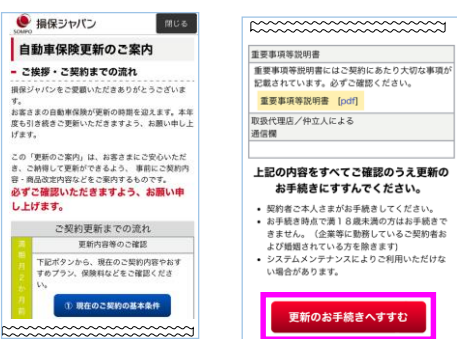 損保ジャパン
SOMPO
閉じる
自動車保険更新のご案内
- ご挨拶・ご契約までの流れ
損保ジャパンをご愛顧いただきありがとうございま
す。
お客さまの自動車保険が更新の時期を迎えます。本年
度も引き続きご更新いただきますよう、お願い申し上
げます。
この「更新のご案内」は、お客さまにご安心いただ
き、ご納得して更新ができるよう、事前にご契約内
容・商品改定内容などをご案内するものです。
必ずご確認いただきますよう、お願い申
し上げます。
ご契約更新までの流れ
満期月2か月前
更新内容等のご確認
下記ボタンから、現在のご契約内容やおす
すめプラン、保険料などをご確認くださ
い。
① 現在のご契約の基本条件
重要事項等説明書
重要事項等説明書にはご契約にあたり大切な事項が
記載されています。必ずご確認ください。
重要事項等説明書 [pdf]
取扱代理店／仲立人による
通信欄
上記の内容をすべてご確認のうえ更新の
お手続きにすすんでください。
• 契約者ご本人さまがお手続きしてください。
• お手続き時点で満18歳未満の方はお手続きで
きません。（企業等に勤務しているご契約者お
よび婚姻されている方を除きます)
• システムメンテナンスによりご利用いただけな
い場合があります。
更新のお手続きへすすむ